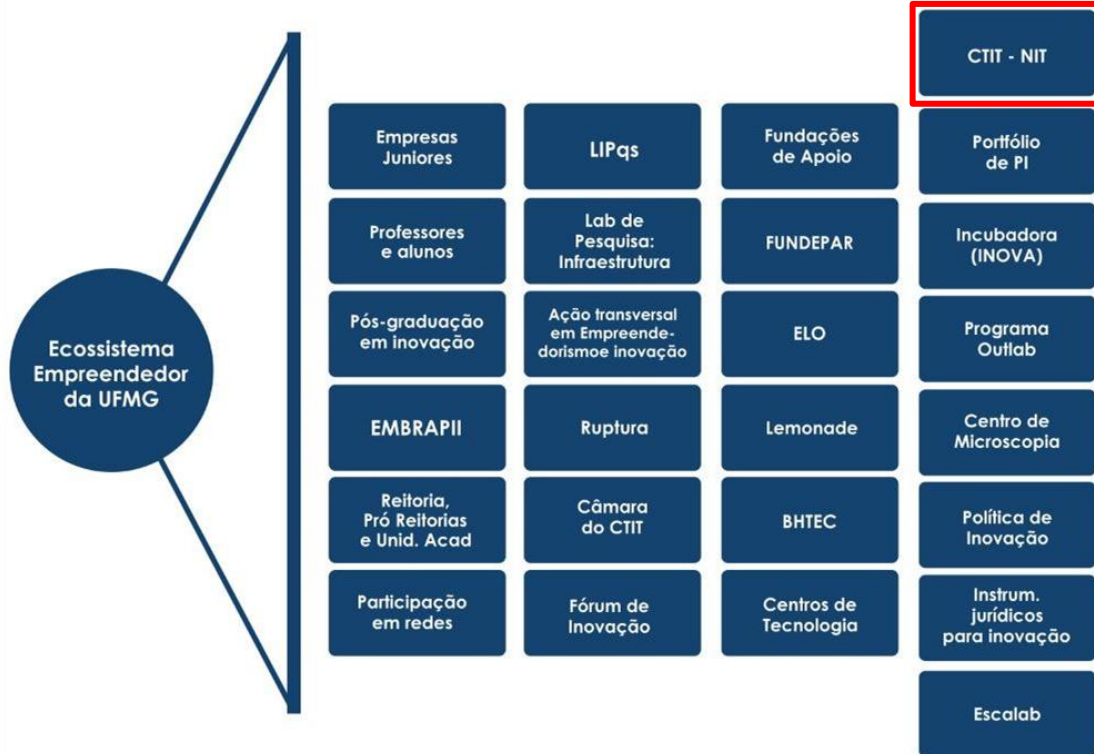 Ecossistema
Empreendedor
da UFMG
Empresas
Juniores
Professores
e alunos
Pós-graduação
em inovação
EMBRAPII
Reitoria,
Pró Reitorias
e Unid. Acad
Participação
em redes
LIPqs
Lab de
Pesquisa:
Infraestrutura
Ação transversal
em Empreende-
dorismoe inovação
Ruptura
Câmara
do CTIT
Fórum de
Inovação
Fundações
de Apoio
FUNDEPAR
ELO
Lemonade
BHTEC
Centros de
Tecnologia
CTIT - NIT
Portfólio
de PI
Incubadora
(INOVA)
Programa
Outlab
Centro de
Microscopia
Política de
Inovação
Instrum.
jurídicos
para inovação
Escalab